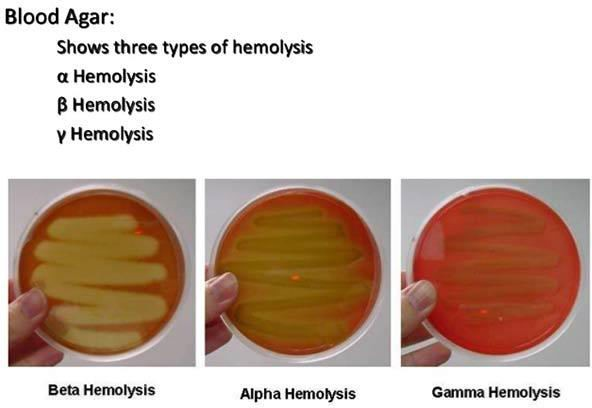 Blood Agar:
Shows three types of hemolysis
α Hemolysis
β Hemolysis
γ Hemolysis
Beta Hemolysis
Alpha Hemolysis
Gamma Hemolysis